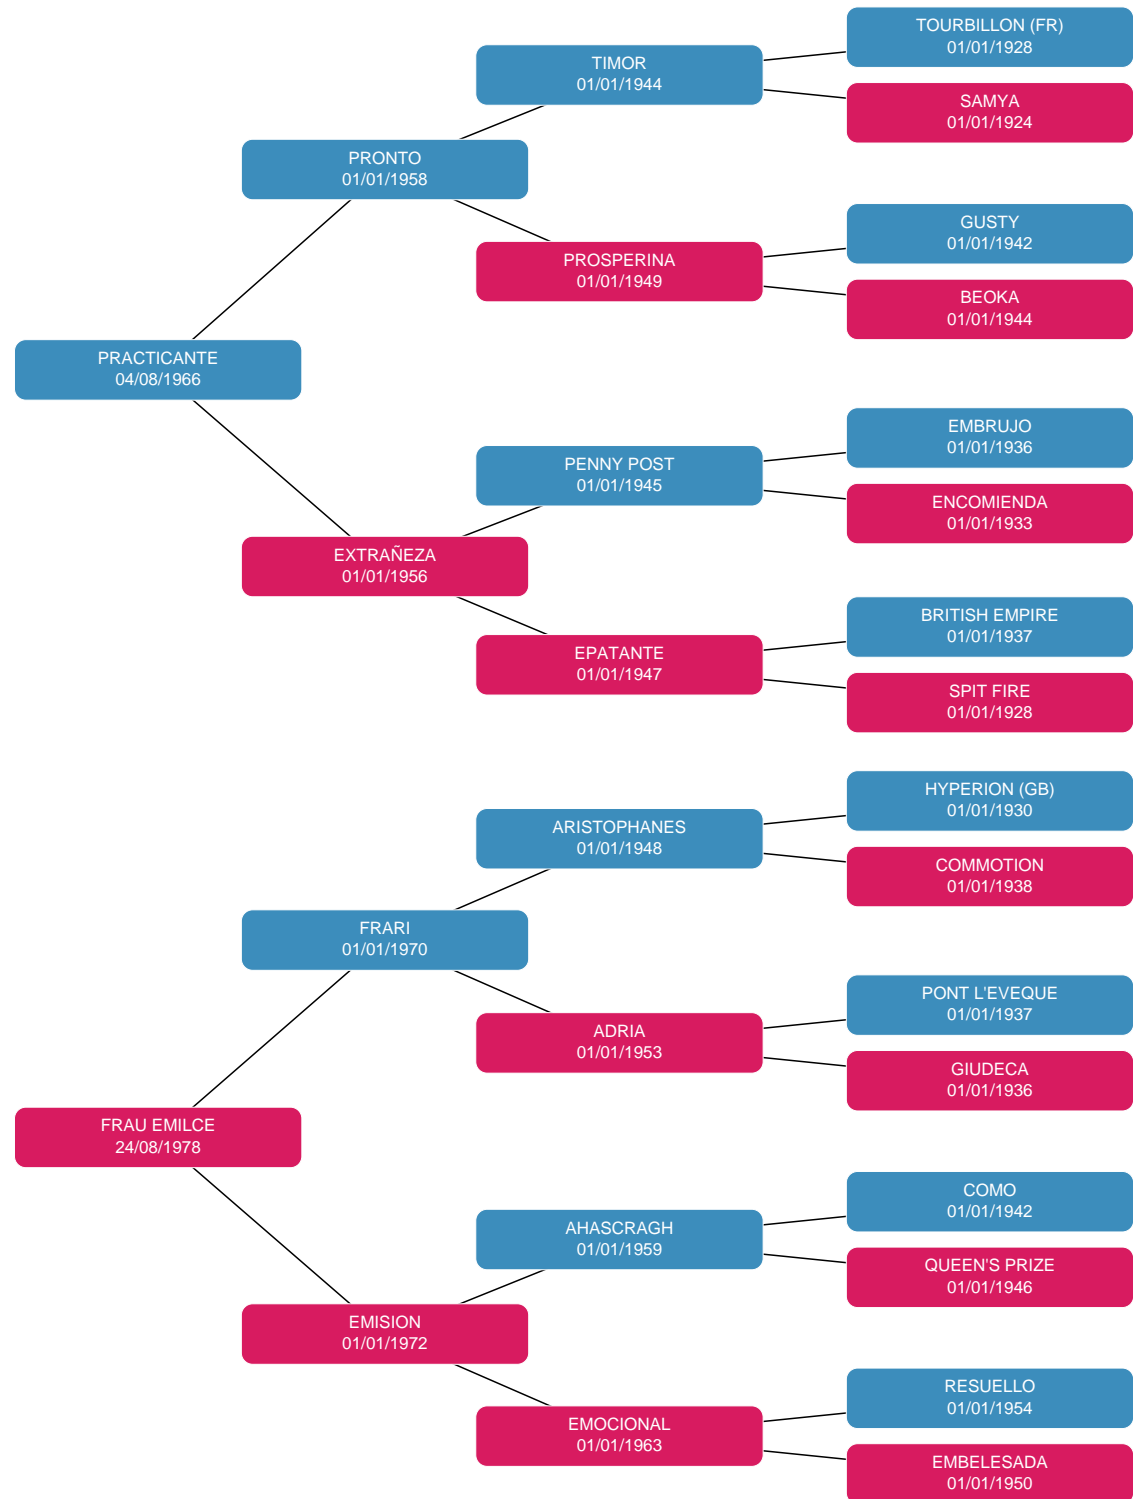 TOURBILLON (FR)
01/01/1928
TIMOR
01/01/1944
SAMYA
01/01/1924
PRONTO
01/01/1958
GUSTY
01/01/1942
PROSPERINA
01/01/1949
BEOKA
01/01/1944
PRACTICANTE
04/08/1966
EMBRUJO
01/01/1936
PENNY POST
01/01/1945
ENCOMIENDA
01/01/1933
EXTRAÑEZA
01/01/1956
BRITISH EMPIRE
01/01/1937
EPATANTE
01/01/1947
SPIT FIRE
01/01/1928
HYPERION (GB)
01/01/1930
ARISTOPHANES
01/01/1948
COMMOTION
01/01/1938
FRARI
01/01/1970
PONT L'EVEQUE
01/01/1937
ADRIA
01/01/1953
GIUDECA
01/01/1936
FRAU EMILCE
24/08/1978
COMO
01/01/1942
AHASCRAGH
01/01/1959
QUEEN'S PRIZE
01/01/1946
EMISION
01/01/1972
RESUELLO
01/01/1954
EMOCIONAL
01/01/1963
EMBELESADA
01/01/1950